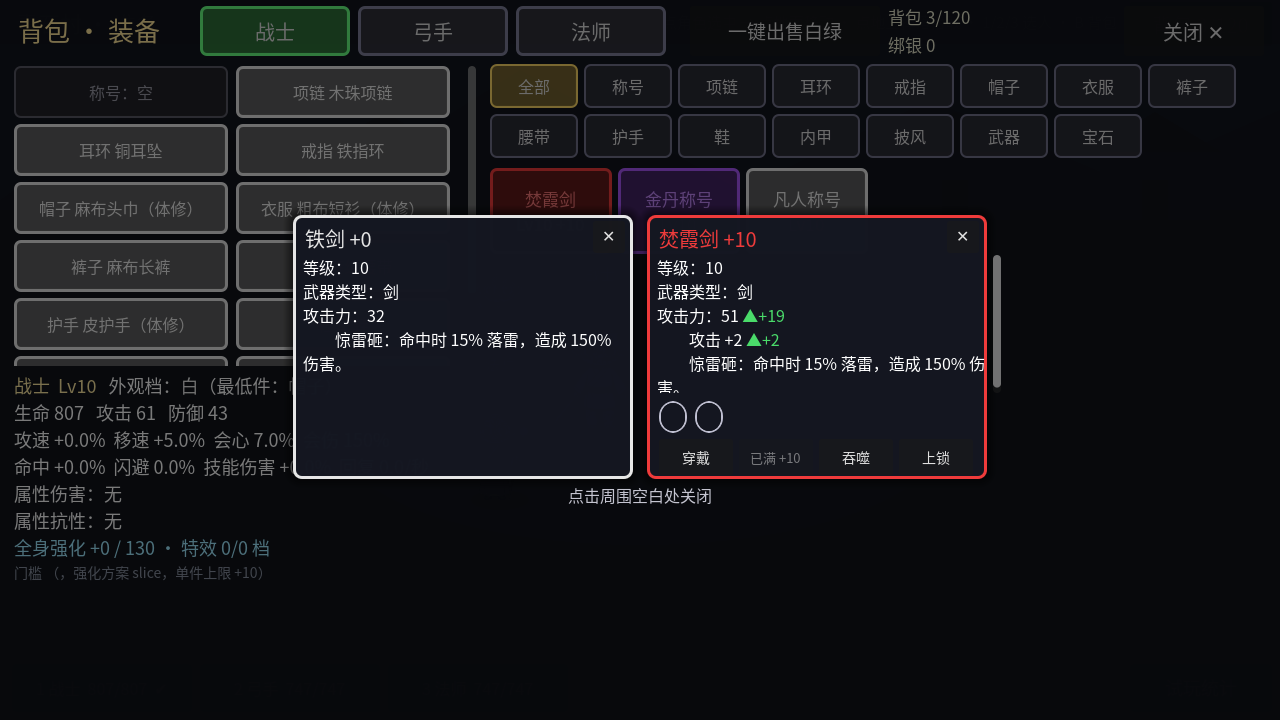 背包 · 装备
战士
弓手
法师
一键出售白绿
背包 3/120
绑银 0
关闭 ✕
称号：空
项链 木珠项链
耳环 铜耳坠
戒指 铁指环
帽子 麻布头巾（体修）
衣服 粗布短衫（体修）
裤子 麻布长裤
护手 皮护手（体修）
全部
称号
项链
耳环
戒指
帽子
衣服
裤子
腰带
护手
鞋
内甲
披风
武器
宝石
焚霞剑
金丹称号
凡人称号
铁剑 +0
✕
等级：10
武器类型：剑
攻击力：32
惊雷砸：命中时 15% 落雷，造成 150%
伤害。
焚霞剑 +10
✕
等级：10
武器类型：剑
攻击力：51 ▲+19
攻击 +2 ▲+2
惊雷砸：命中时 15% 落雷，造成 150% 伤
害。
穿戴
已满 +10
吞噬
上锁
点击周围空白处关闭
战士 Lv10 外观档：白（最低件：
生命 807 攻击 61 防御 43
攻速 +0.0% 移速 +5.0% 会心 7.0%
命中 +0.0% 闪避 0.0% 技能伤害 +
属性伤害：无
属性抗性：无
全身强化 +0 / 130 · 特效 0/0 档
门槛 （，强化方案 slice，单件上限 +10）